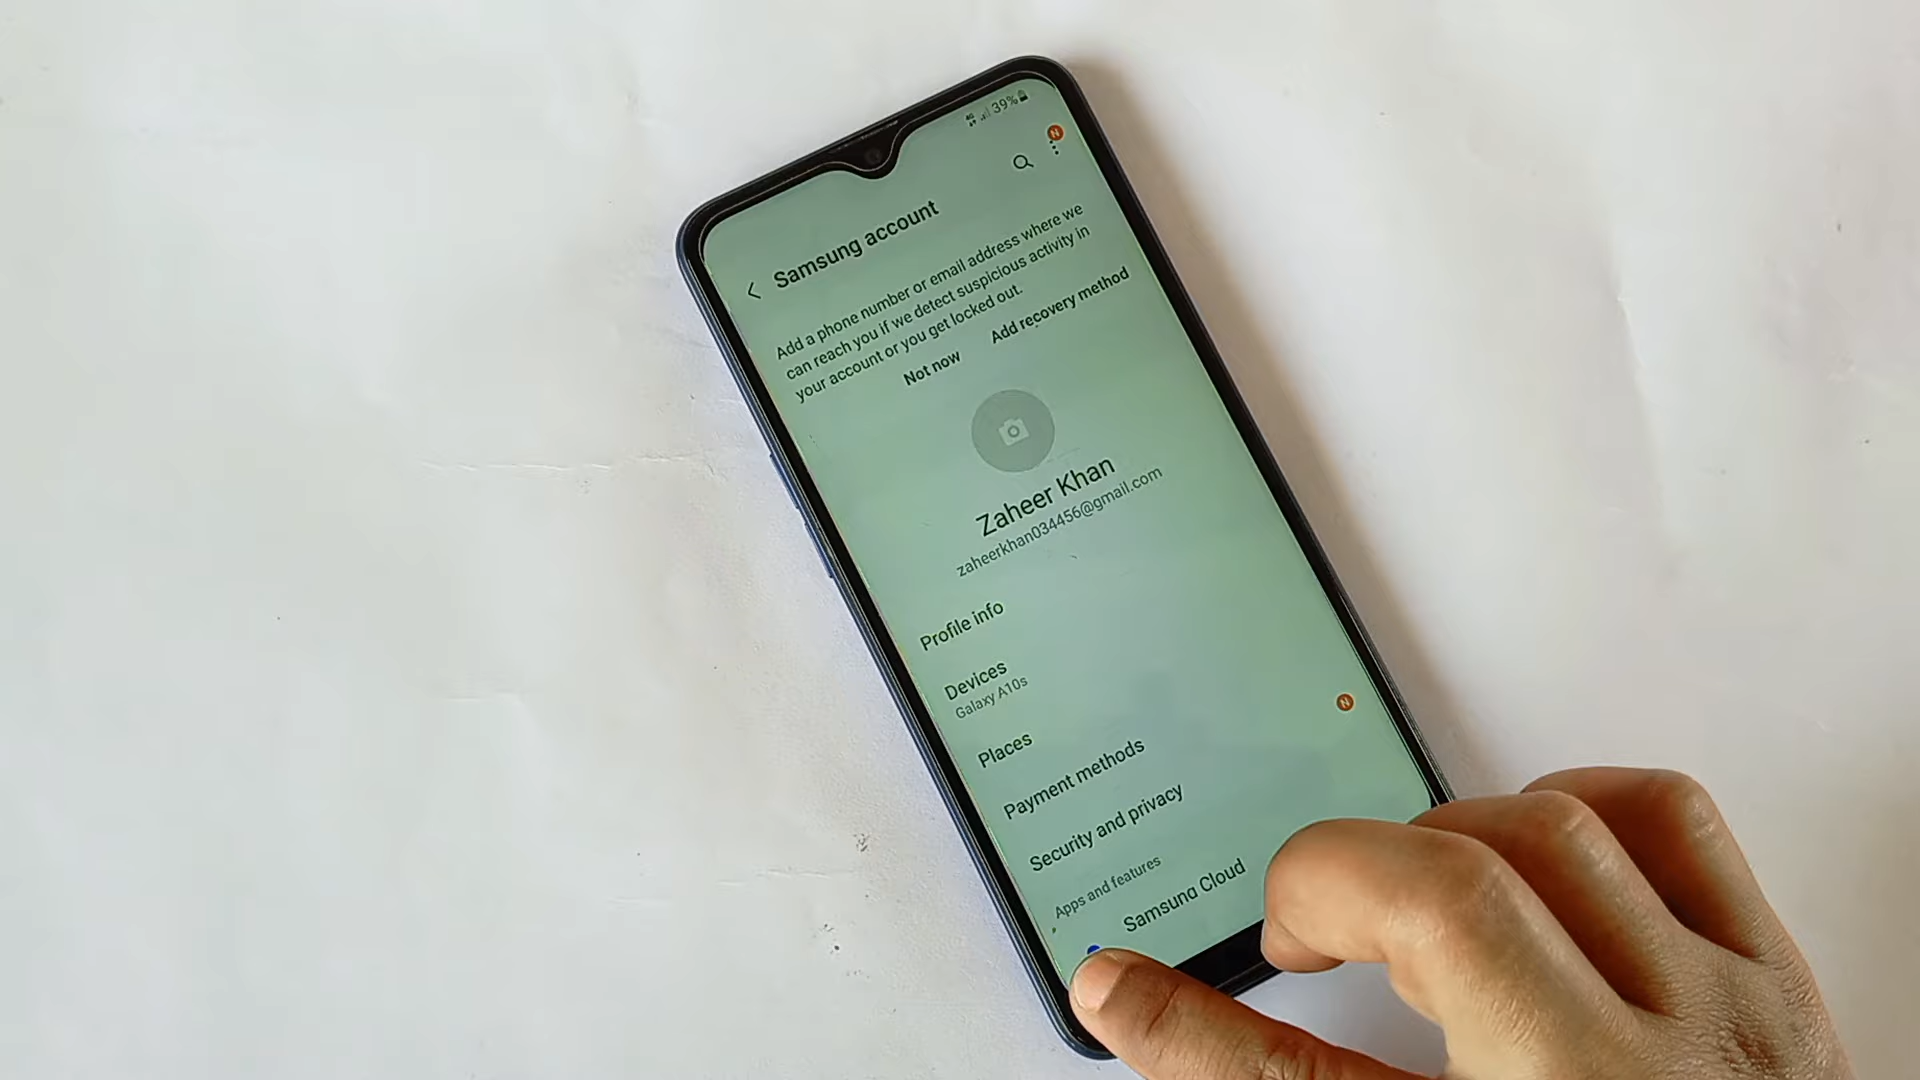 4G 39%
N
Samsung account
Add a phone number or email address where we
can reach you if we detect suspicious activity in
your account or you get locked out.
Not now Add recovery method
Zaheer Khan
zaheerkhan034456@gmail.com
Profile info
Devices
Galaxy A10s
Places
N
Payment methods
Security and privacy
Apps and features
Samsung Cloud